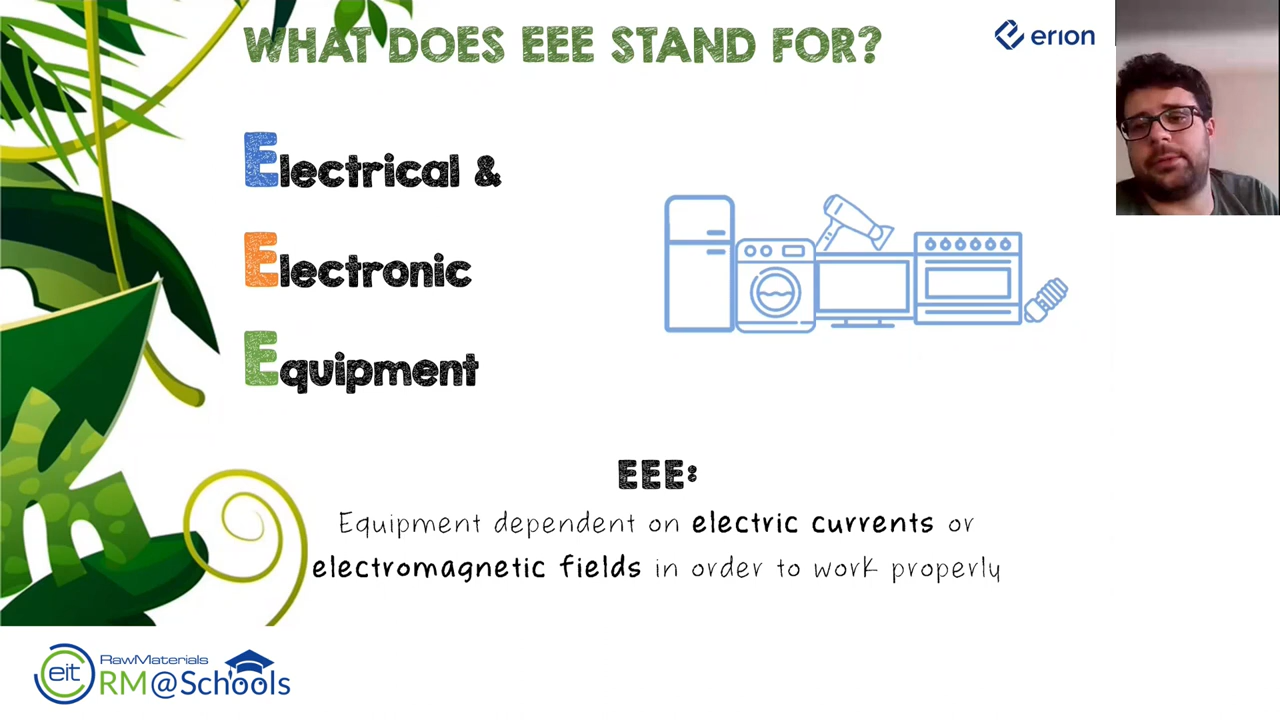 WHAT DOES EEE STAND FOR?
erion
Electrical &
Electronic
Equipment
EEE:
Equipment dependent on electric currents or
electromagnetic fields in order to work properly
eit RawMaterials
RM@Schools